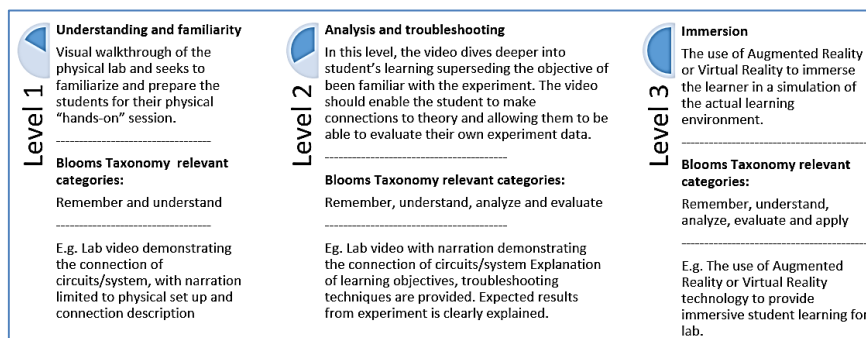 Level 1
Understanding and familiarity
Visual walkthrough of the
physical lab and seeks to
familiarize and prepare the
students for their physical
“hands-on” session.
Blooms Taxonomy relevant
categories:
Remember and understand
E.g. Lab video demonstrating
the connection of
circuits/system, with narration
limited to physical set up and
connection description
Level 2
Analysis and troubleshooting
In this level, the video dives deeper into
student’s learning superseding the objective of
been familiar with the experiment. The video
should enable the student to make
connections to theory and allowing them to be
able to evaluate their own experiment data.
Blooms Taxonomy relevant categories:
Remember, understand, analyze and evaluate
Eg. Lab video with narration demonstrating
the connection of circuits/system Explanation
of learning objectives, troubleshooting
techniques are provided. Expected results
from experiment is clearly explained.
Level 3
Immersion
The use of Augmented Reality
or Virtual Reality to immerse
the learner in a simulation of
the actual learning
environment.
Blooms Taxonomy relevant
categories:
Remember, understand,
analyze, evaluate and apply
E.g. The use of Augmented
Reality or Virtual Reality
technology to provide
immersive student learning for
lab.